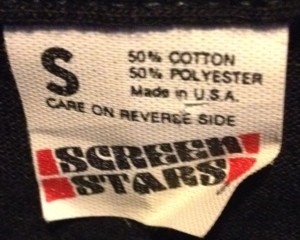 S
50% COTTON
50% POLYESTER
Made in U.S.A.
CARE ON REVERSE SIDE
SCREEN
STARS